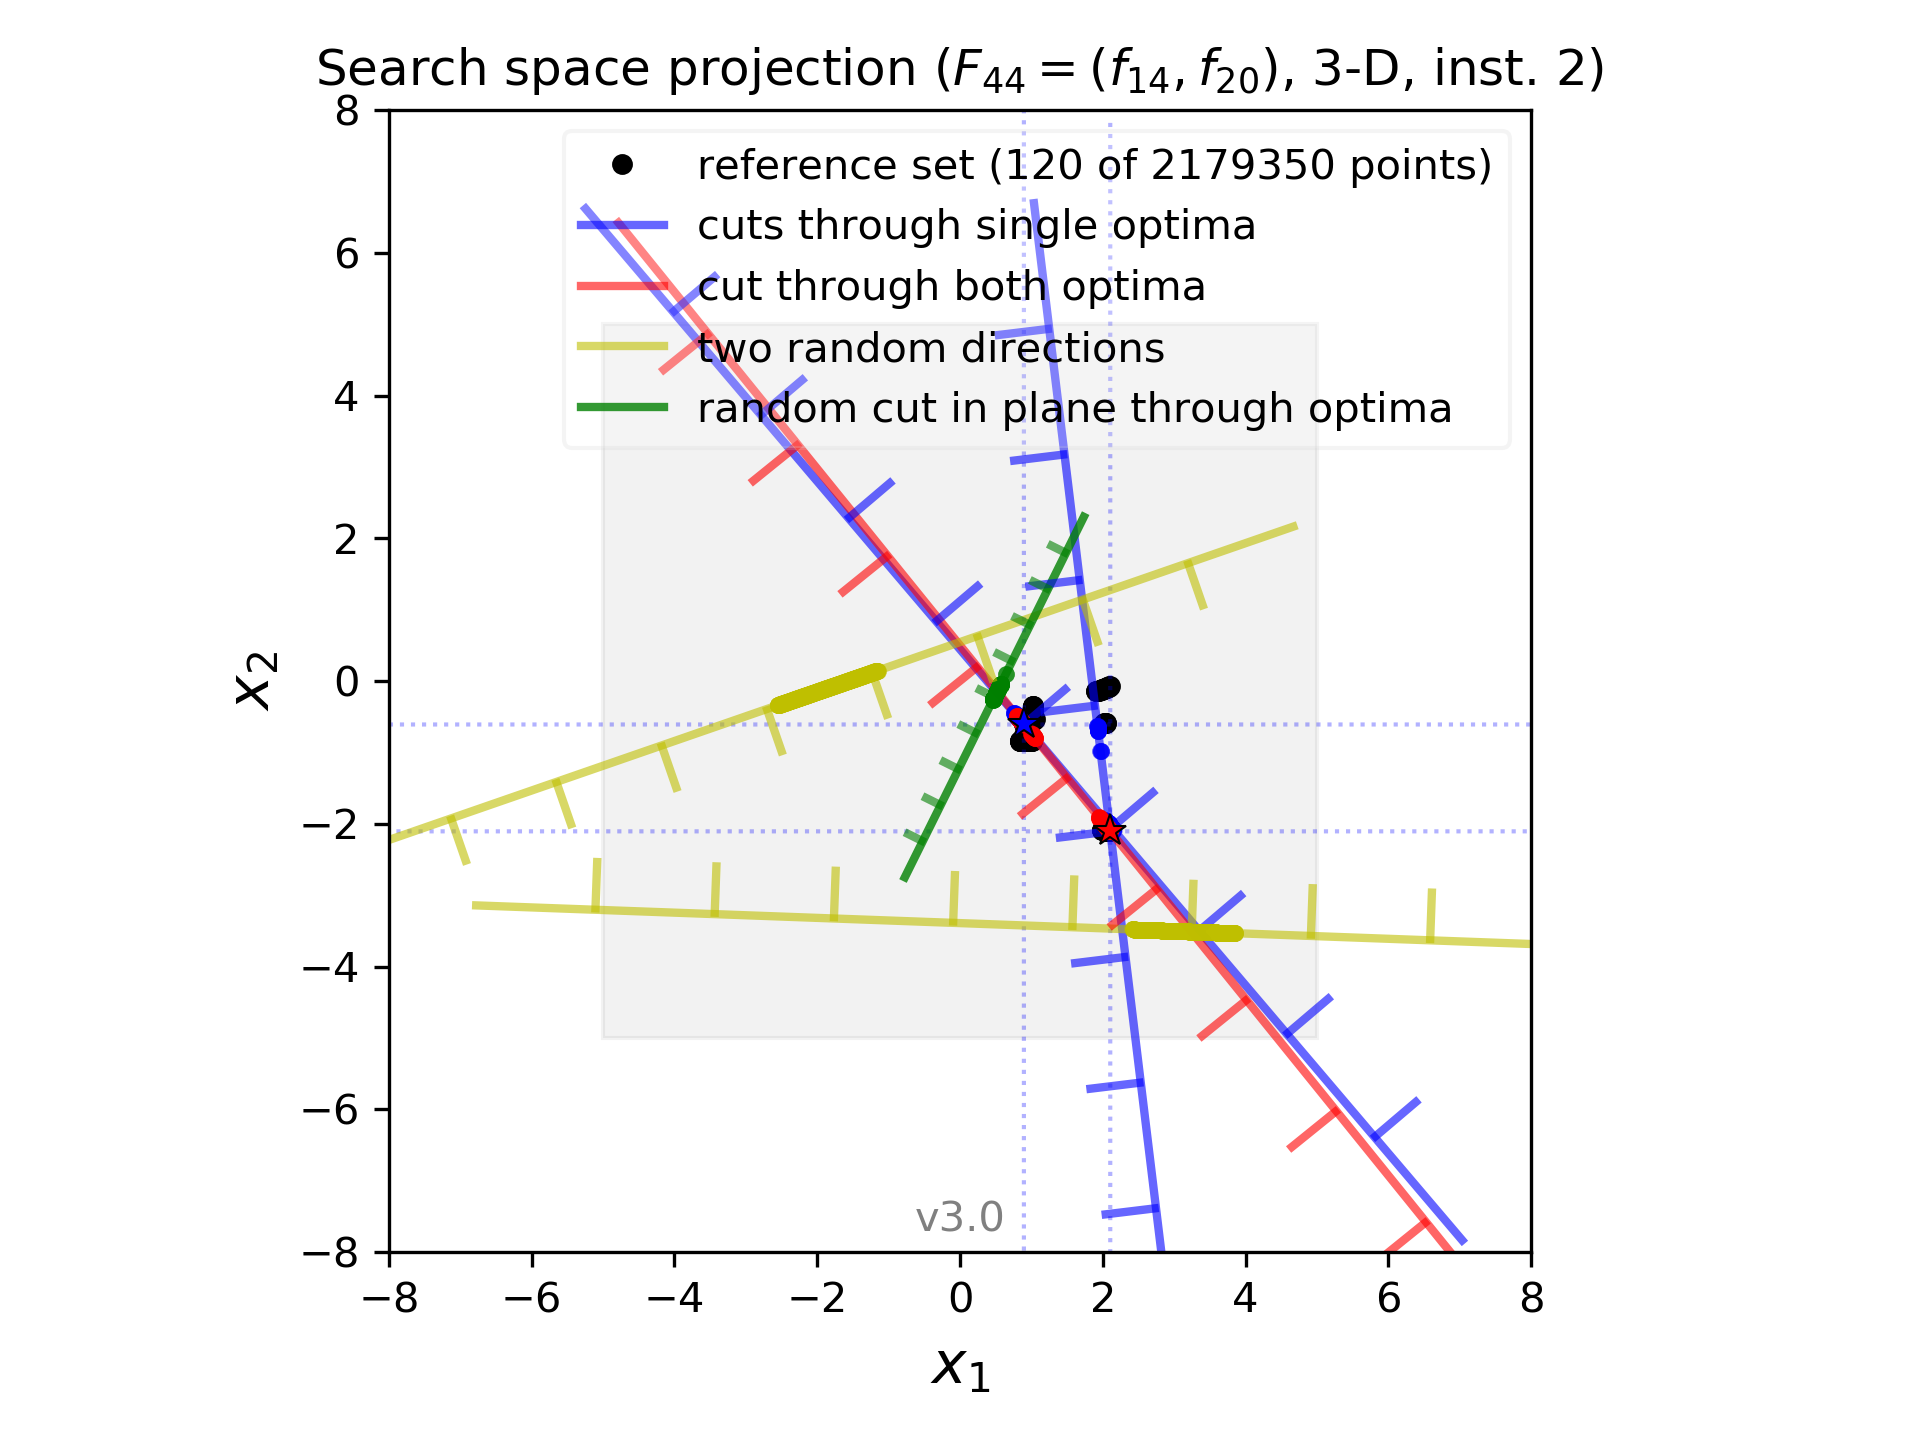 Search space projection (F44 = (f14, f20), 3-D, inst. 2)
8
reference set (120 of 2179350 points)
cuts through single optima
6
cut through both optima
two random directions
4
random cut in plane through optima
2
0
x2
−2
−4
−6
v3.0
−8
−8 −6 −4 −2 0 2 4 6 8
x1